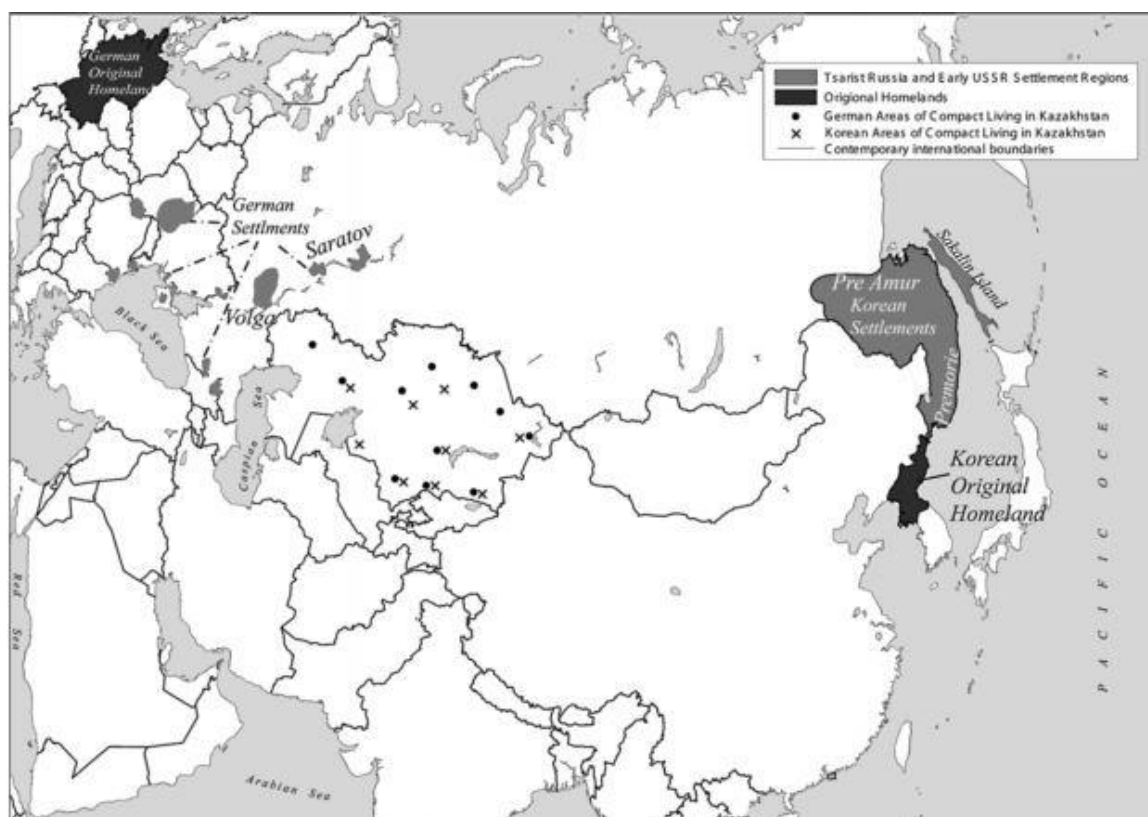 German
Original
Homeland
Tsarist Russia and Early USSR Settlement Regions
Origional Homelands
German Areas of Compact Living in Kazakhstan
Korean Areas of Compact Living in Kazakhstan
Contemporary international boundaries
German
Settlments
Saratov
Volga
Black Sea
Caspian Sea
Pre Amur
Korean
Settlements
Sakalin Island
Premorie
Korean
Original
Homeland
PACIFIC OCEAN
Red Sea
Arabian Sea